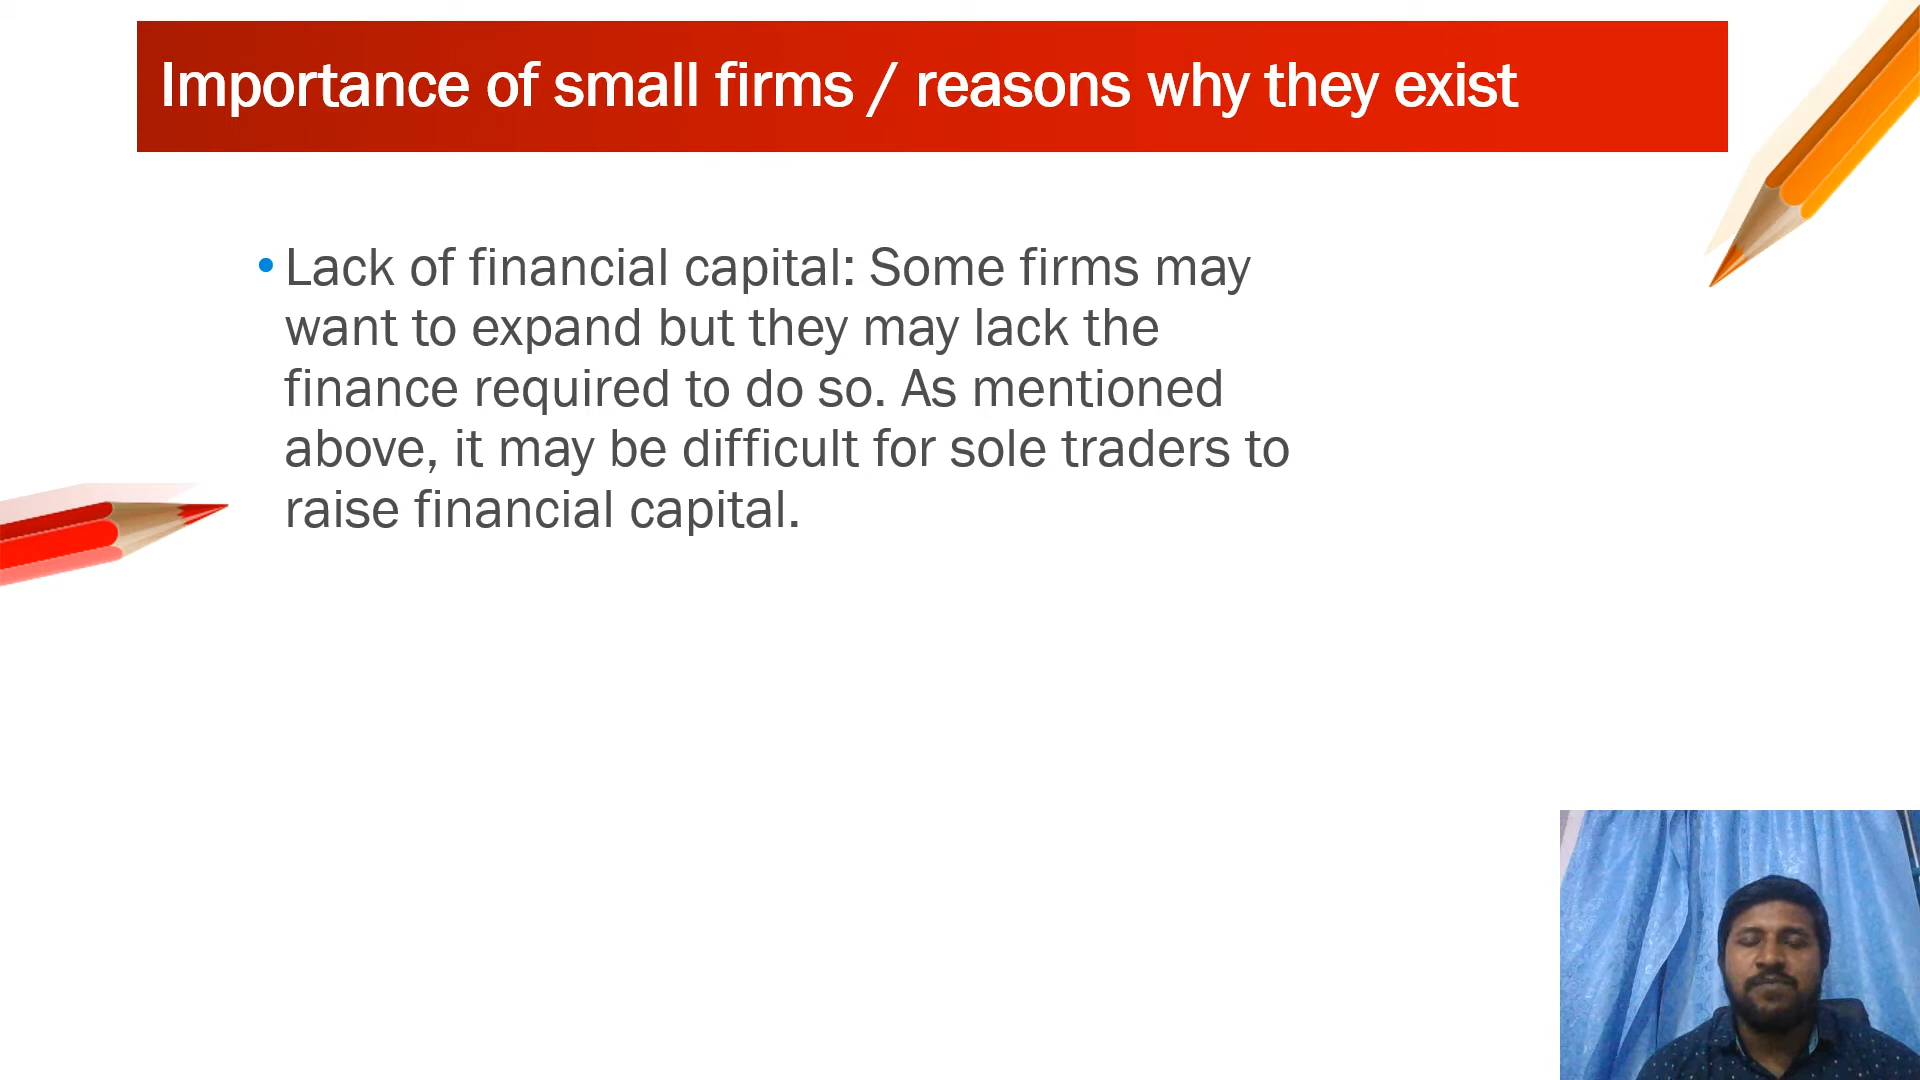 Importance of small firms / reasons why they exist
• Lack of financial capital: Some firms may
want to expand but they may lack the
finance required to do so. As mentioned
above, it may be difficult for sole traders to
raise financial capital.